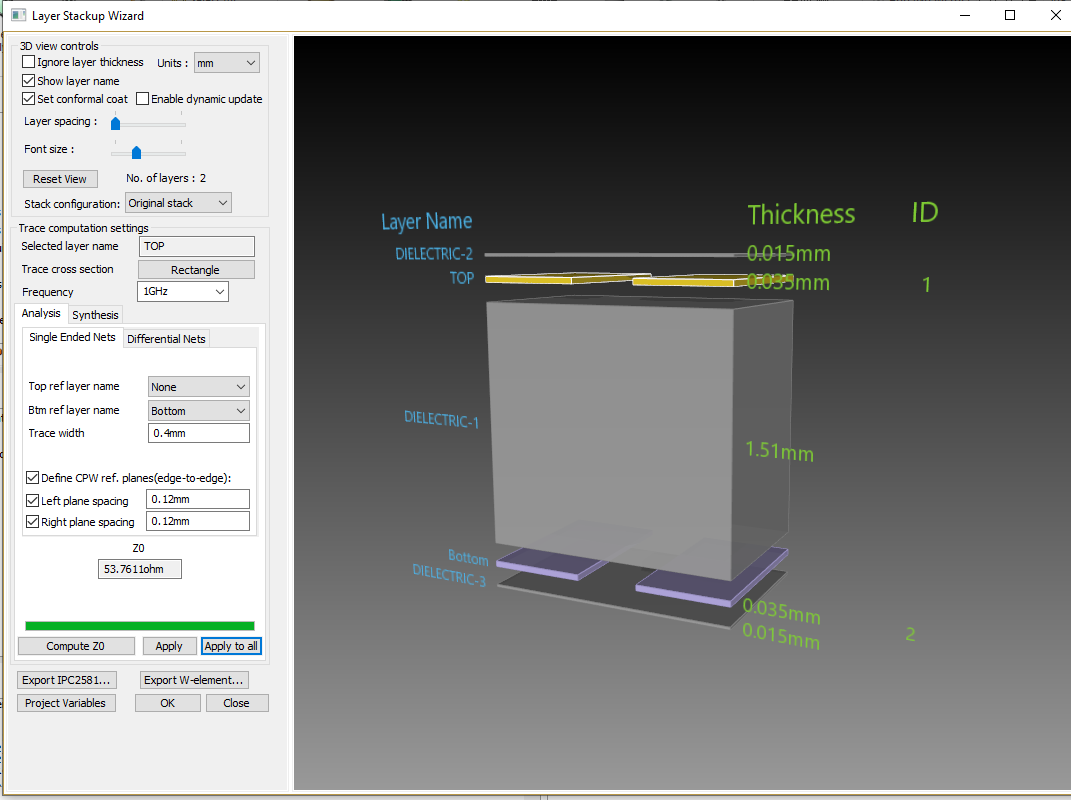 Layer Stackup Wizard
3D view controls
Ignore layer thickness Units : mm
Show layer name
Set conformal coat Enable dynamic update
Layer spacing :
Font size :
Reset View No. of layers : 2
Stack configuration: Original stack
Trace computation settings
Selected layer name TOP
Trace cross section Rectangle
Frequency 1GHz
Analysis Synthesis
Single Ended Nets Differential Nets
Top ref layer name None
Btm ref layer name Bottom
Trace width 0.4mm
Define CPW ref. planes(edge-to-edge):
Left plane spacing 0.12mm
Right plane spacing 0.12mm
Z0
53.7611ohm
Compute Z0 Apply Apply to all
Export IPC2581... Export W-element...
Project Variables OK Close
Layer Name Thickness ID
DIELECTRIC-2 0.015mm
TOP 0.035mm 1
DIELECTRIC-1 1.51mm
Bottom 0.035mm 2
DIELECTRIC-3 0.015mm